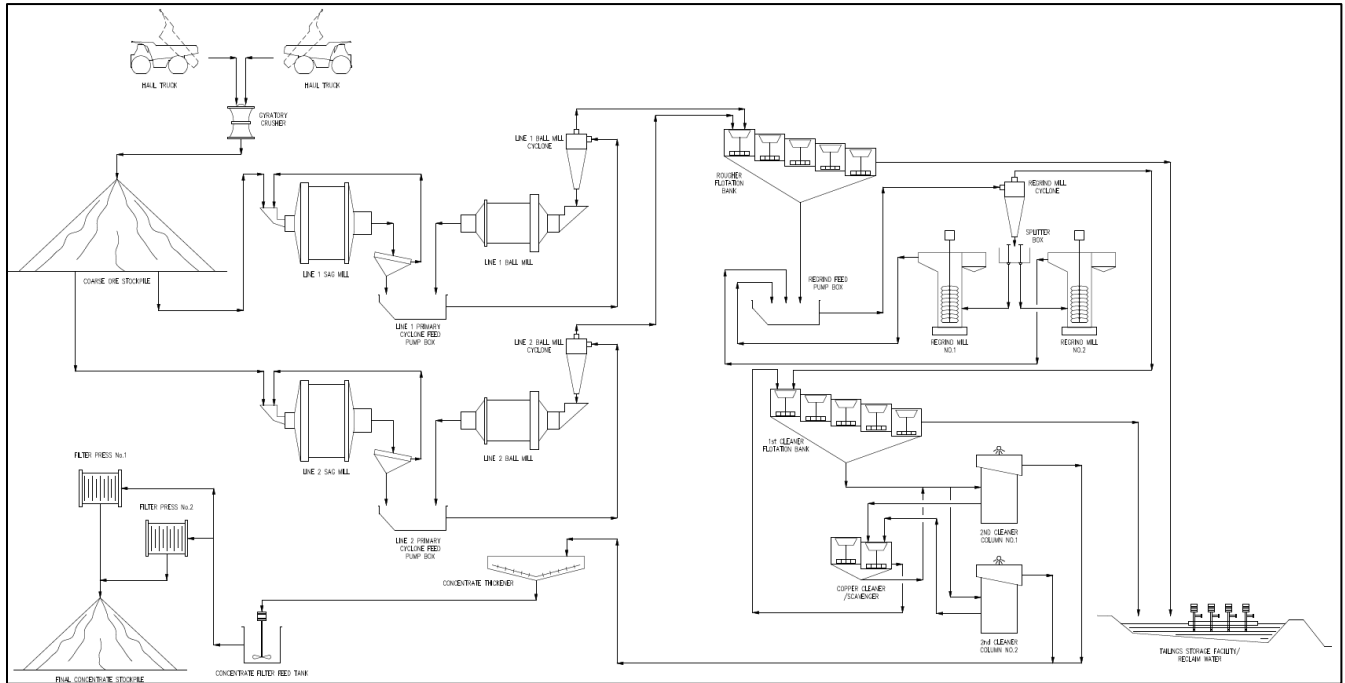 HAUL TRUCK
HAUL TRUCK
GYRATORY
CRUSHER
COARSE ORE STOCKPILE
LINE 1 SAG MILL
LINE 1 PRIMARY
CYCLONE FEED
PUMP BOX
LINE 1 BALL MILL
CYCLONE
LINE 1 BALL MILL
LINE 2 SAG MILL
LINE 2 PRIMARY
CYCLONE FEED
PUMP BOX
LINE 2 BALL MILL
CYCLONE
LINE 2 BALL MILL
ROUGHER
FLOTATION
BANK
REGRIND FEED
PUMP BOX
REGRIND MILL
CYCLONE
SPLITTER
BOX
REGRIND MILL
NO.1
REGRIND MILL
NO.2
1st CLEANER
FLOTATION BANK
2ND CLEANER
COLUMN NO.1
COPPER CLEANER
/SCAVENGER
2nd CLEANER
COLUMN NO.2
TAILINGS STORAGE FACILITY/
RECLAIM WATER
CONCENTRATE THICKENER
CONCENTRATE FILTER FEED TANK
FILTER PRESS No.1
FILTER PRESS No.2
FINAL CONCENTRATE STOCKPILE